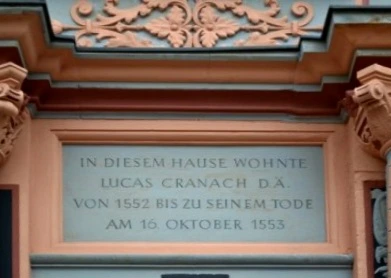 IN DIESEM HAUSE WOHNTE
LUCAS CRANACH D.Ä.
VON 1552 BIS ZU SEINEM TODE
AM 16. OKTOBER 1553